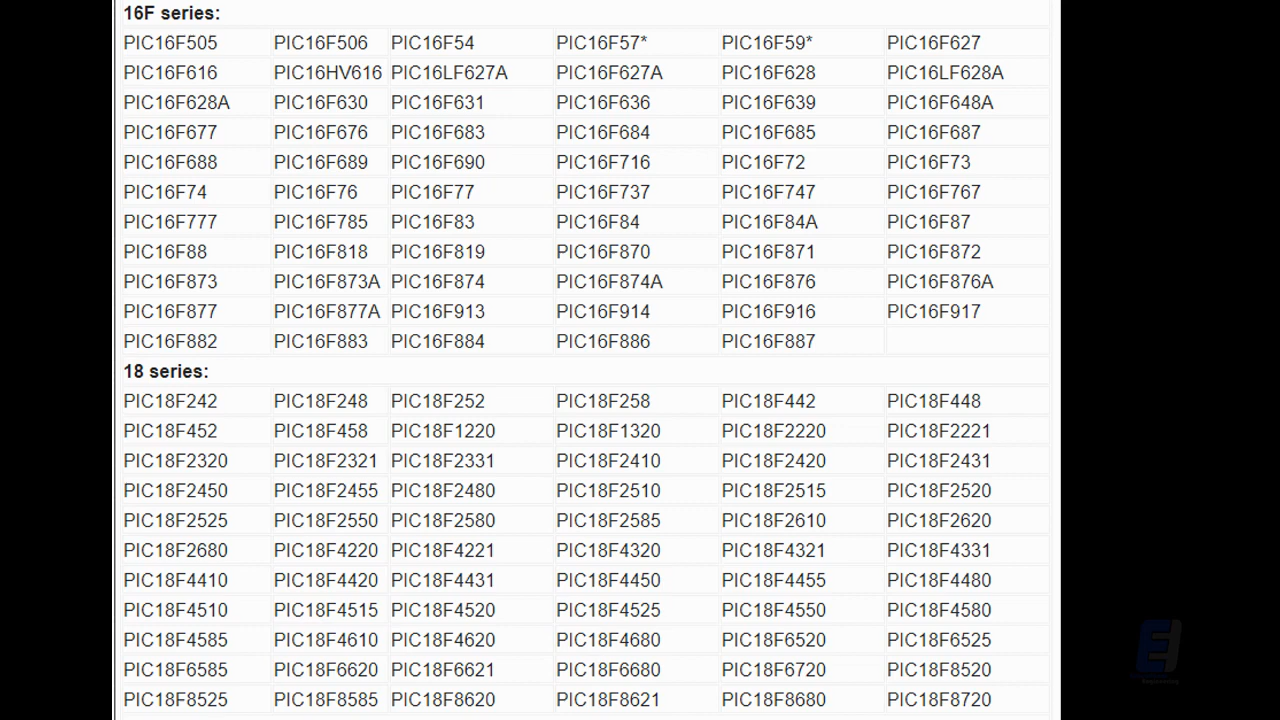 16F series:
PIC16F505 PIC16F506 PIC16F54 PIC16F57* PIC16F59* PIC16F627
PIC16F616 PIC16HV616 PIC16LF627A PIC16F627A PIC16F628 PIC16LF628A
PIC16F628A PIC16F630 PIC16F631 PIC16F636 PIC16F639 PIC16F648A
PIC16F677 PIC16F676 PIC16F683 PIC16F684 PIC16F685 PIC16F687
PIC16F688 PIC16F689 PIC16F690 PIC16F716 PIC16F72 PIC16F73
PIC16F74 PIC16F76 PIC16F77 PIC16F737 PIC16F747 PIC16F767
PIC16F777 PIC16F785 PIC16F83 PIC16F84 PIC16F84A PIC16F87
PIC16F88 PIC16F818 PIC16F819 PIC16F870 PIC16F871 PIC16F872
PIC16F873 PIC16F873A PIC16F874 PIC16F874A PIC16F876 PIC16F876A
PIC16F877 PIC16F877A PIC16F913 PIC16F914 PIC16F916 PIC16F917
PIC16F882 PIC16F883 PIC16F884 PIC16F886 PIC16F887
18 series:
PIC18F242 PIC18F248 PIC18F252 PIC18F258 PIC18F442 PIC18F448
PIC18F452 PIC18F458 PIC18F1220 PIC18F1320 PIC18F2220 PIC18F2221
PIC18F2320 PIC18F2321 PIC18F2331 PIC18F2410 PIC18F2420 PIC18F2431
PIC18F2450 PIC18F2455 PIC18F2480 PIC18F2510 PIC18F2515 PIC18F2520
PIC18F2525 PIC18F2550 PIC18F2580 PIC18F2585 PIC18F2610 PIC18F2620
PIC18F2680 PIC18F4220 PIC18F4221 PIC18F4320 PIC18F4321 PIC18F4331
PIC18F4410 PIC18F4420 PIC18F4431 PIC18F4450 PIC18F4455 PIC18F4480
PIC18F4510 PIC18F4515 PIC18F4520 PIC18F4525 PIC18F4550 PIC18F4580
PIC18F4585 PIC18F4610 PIC18F4620 PIC18F4680 PIC18F6520 PIC18F6525
PIC18F6585 PIC18F6620 PIC18F6621 PIC18F6680 PIC18F6720 PIC18F8520
PIC18F8525 PIC18F8585 PIC18F8620 PIC18F8621 PIC18F8680 PIC18F8720